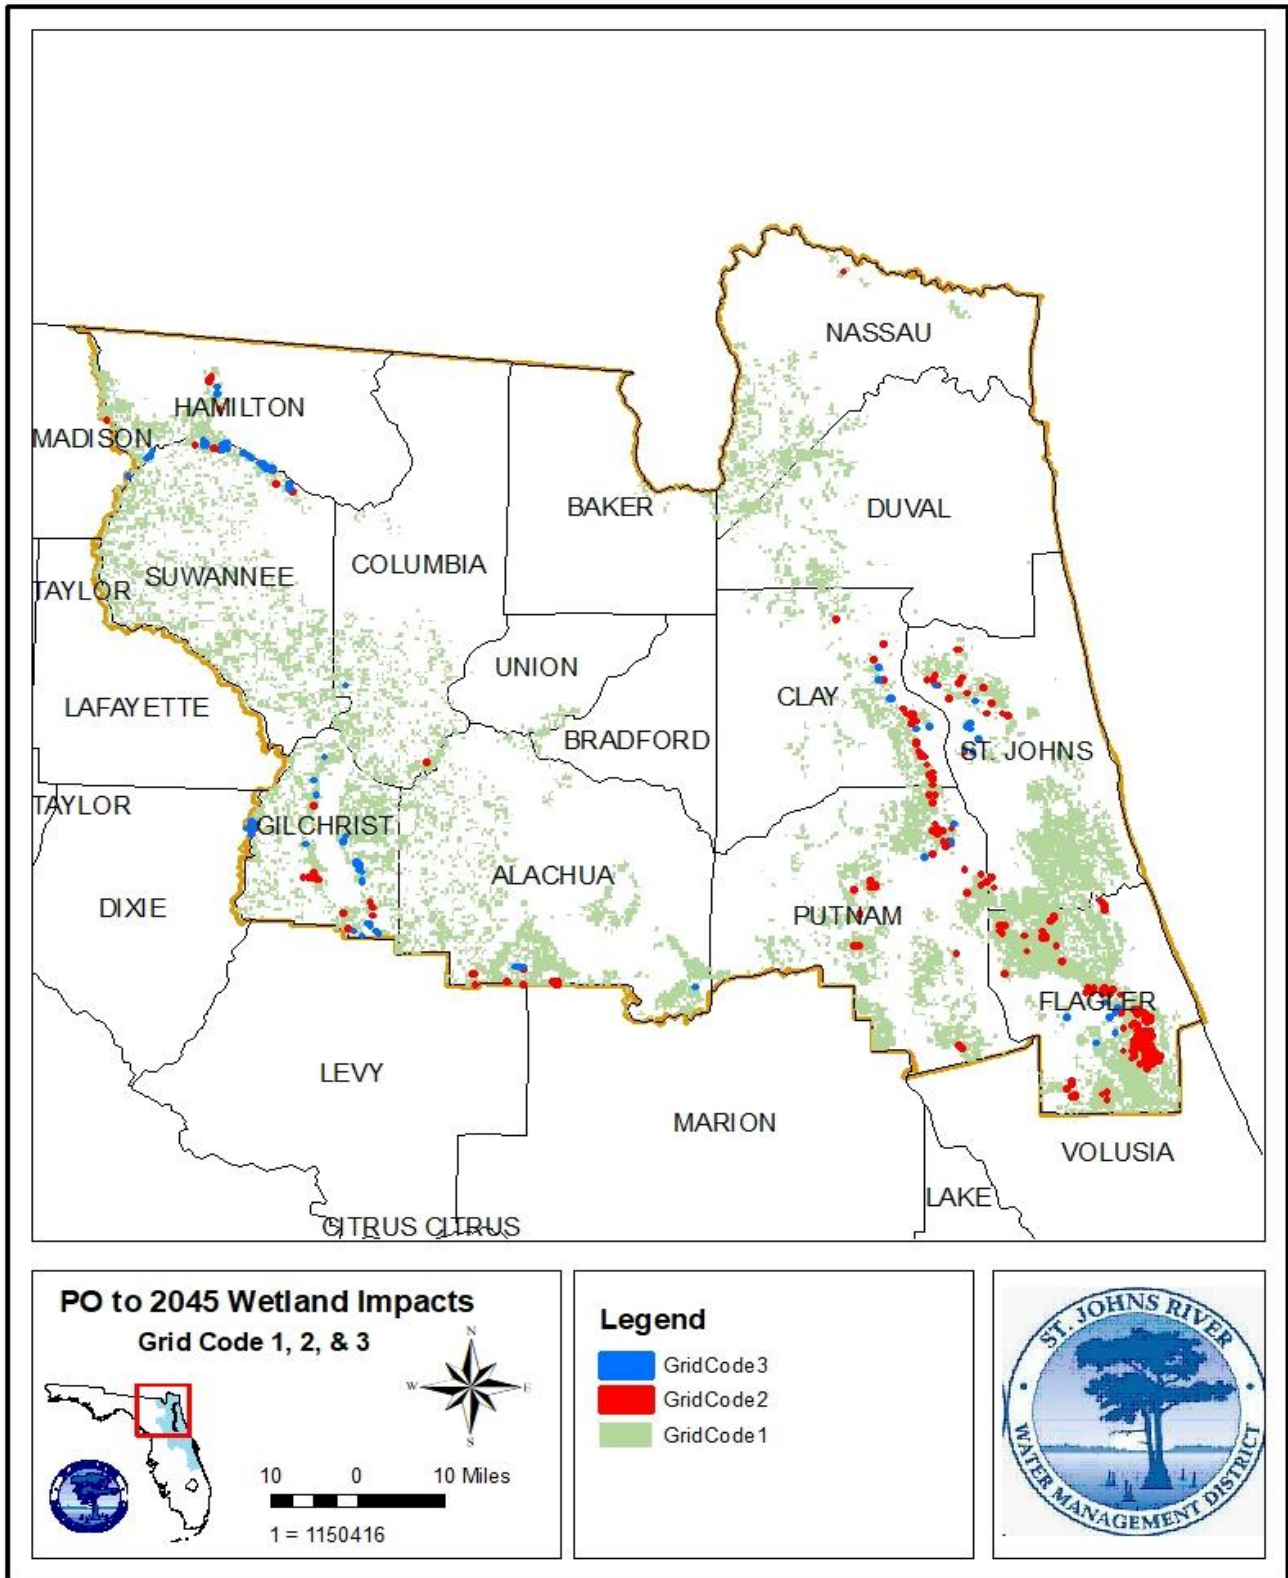 NASSAU
HAMILTON
MADISON
BAKER
DUVAL
COLUMBIA
TAYLOR
SUWANNEE
UNION
CLAY
LAFAYETTE
BRADFORD
ST. JOHNS
TAYLOR
GILCHRIST
ALACHUA
DIXIE
PUTNAM
FLAGLER
LEVY
MARION
VOLUSIA
LAKE
CITRUS CITRUS
PO to 2045 Wetland Impacts
Grid Code 1, 2, & 3
N
W E
S
10 0 10 Miles
1 = 1150416
Legend
GridCode3
GridCode2
GridCode1
ST. JOHNS RIVER
WATER MANAGEMENT DISTRICT